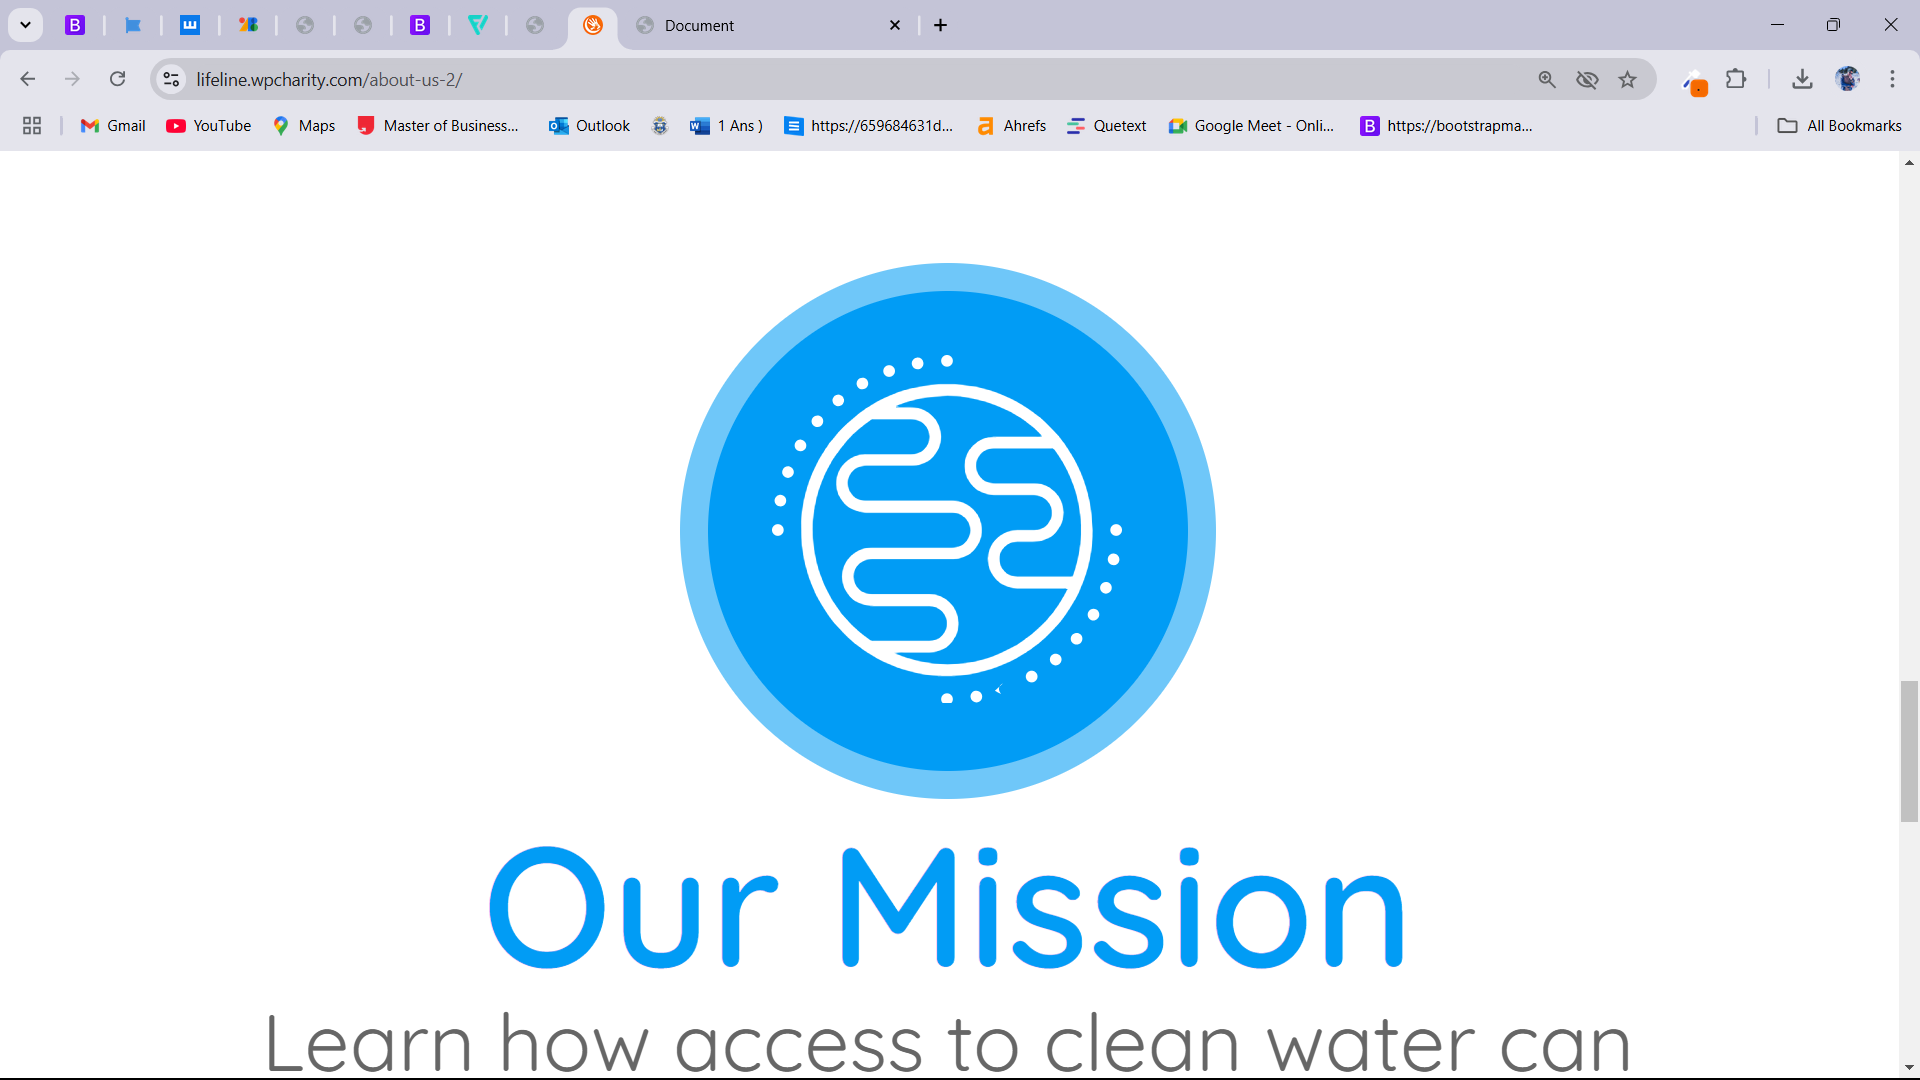 Document
lifeline.wpcharity.com/about-us-2/
Gmail YouTube Maps Master of Business... Outlook 1 Ans ) https://659684631d... Ahrefs Quetext Google Meet - Onli... https://bootstrapma... All Bookmarks
Our Mission
Learn how access to clean water can